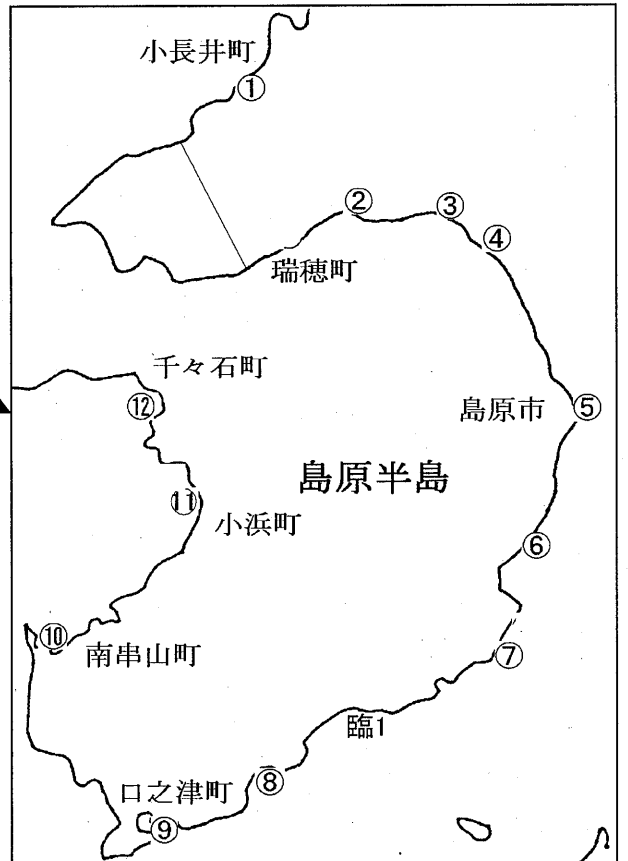 小長井町
①
②
③
④
瑞穂町
千々石町
⑫
島原市
⑤
島原半島
⑪
小浜町
⑥
⑩
南串山町
⑦
臨1
⑧
口之津町
⑨